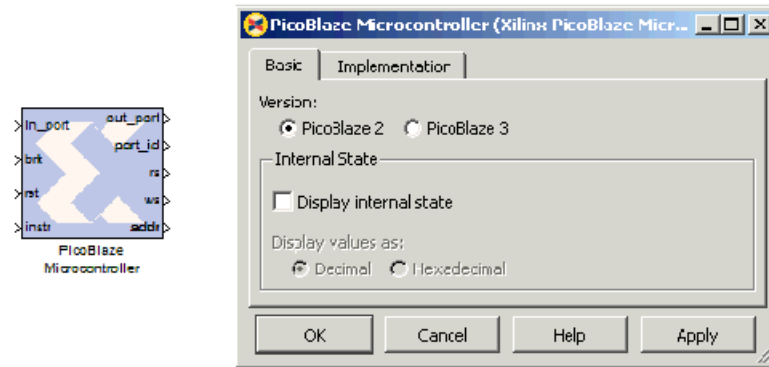 in_port
brk
rst
instr
out_port
port_id
rs
ws
addr
PicoBlaze
Microcontroller
PicoBlaze Microcontroller (Xilinx PicoBlaze Micr...
Basic
Implementation
Version:
PicoBlaze 2
PicoBlaze 3
Internal State
Display internal state
Display values as:
Decimal
Hexedecimal
OK
Cancel
Help
Apply